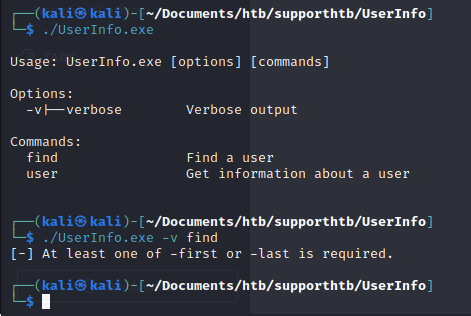 ┌──(kali㉿kali)-[~/Documents/htb/supporthtb/UserInfo]
└─$ ./UserInfo.exe
Usage: UserInfo.exe [options] [commands]
Options:
-v|--verbose Verbose output
Commands:
find Find a user
user Get information about a user
┌──(kali㉿kali)-[~/Documents/htb/supporthtb/UserInfo]
└─$ ./UserInfo.exe -v find
[-] At least one of -first or -last is required.
┌──(kali㉿kali)-[~/Documents/htb/supporthtb/UserInfo]
└─$